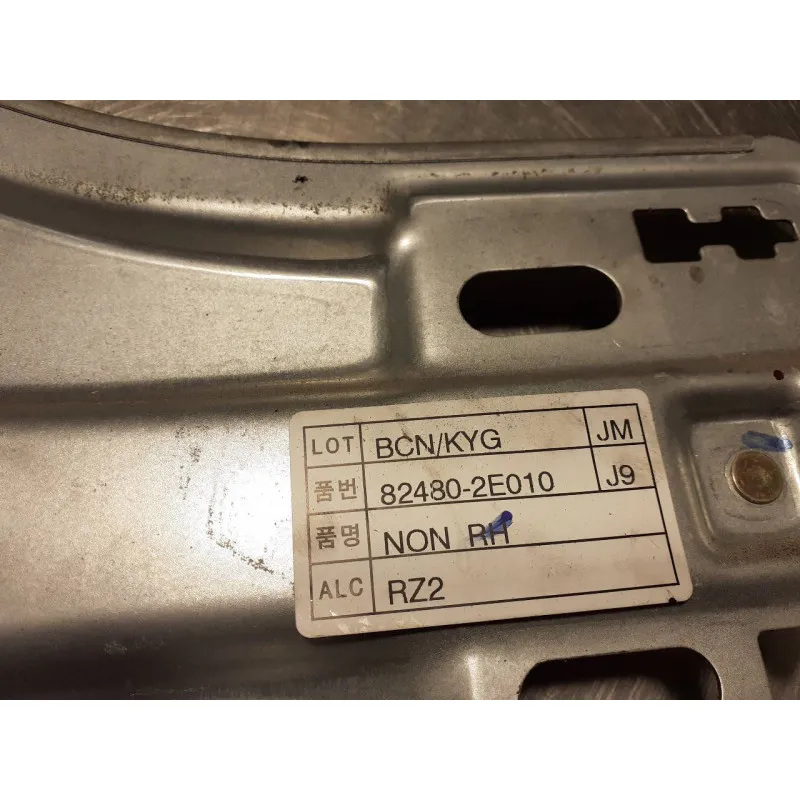 LOT BCN/KYG JM
품번 82480-2E010 J9
품명 NON RH
ALC RZ2